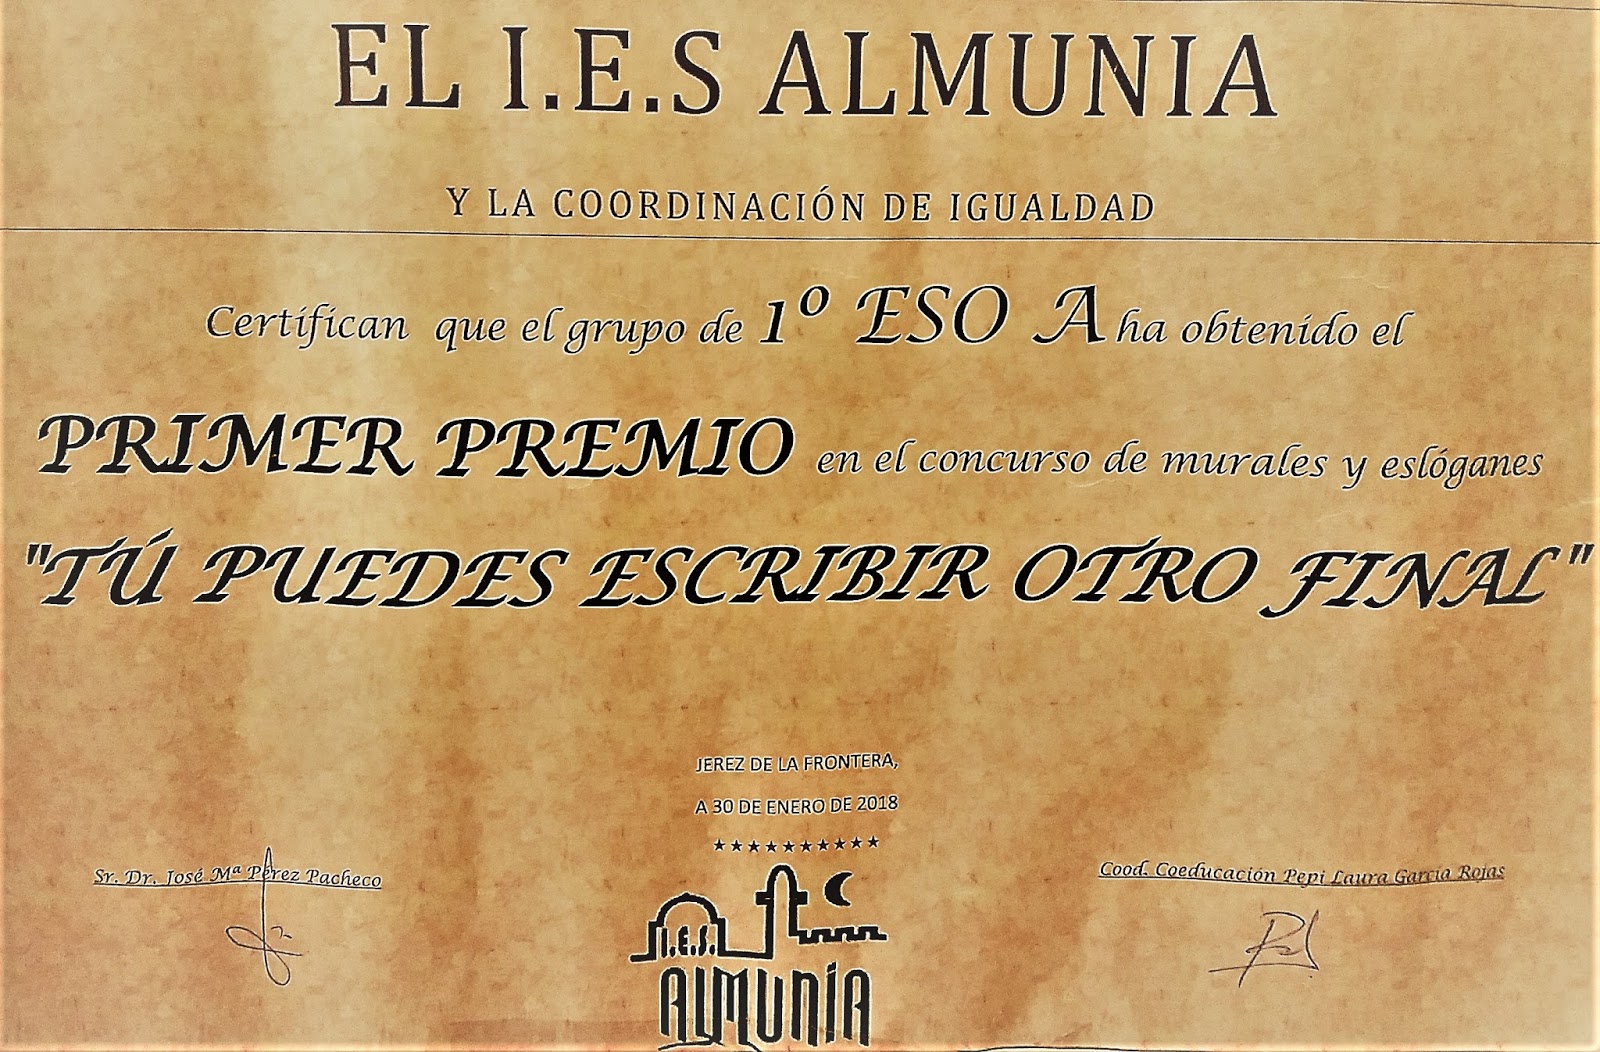 EL I.E.S ALMUNIA
Y LA COORDINACIÓN DE IGUALDAD
Certifican que el grupo de 1º ESO A ha obtenido el
PRIMER PREMIO en el concurso de murales y eslóganes
"TÚ PUEDES ESCRIBIR OTRO FINAL"
JEREZ DE LA FRONTERA,
A 30 DE ENERO DE 2018
★★★★★★★★★★
Sr. Dr. José Mª Pérez Pacheco
Cood. Coeducación Pepi Laura García Rojas
I.E.S.
ALMUNIA